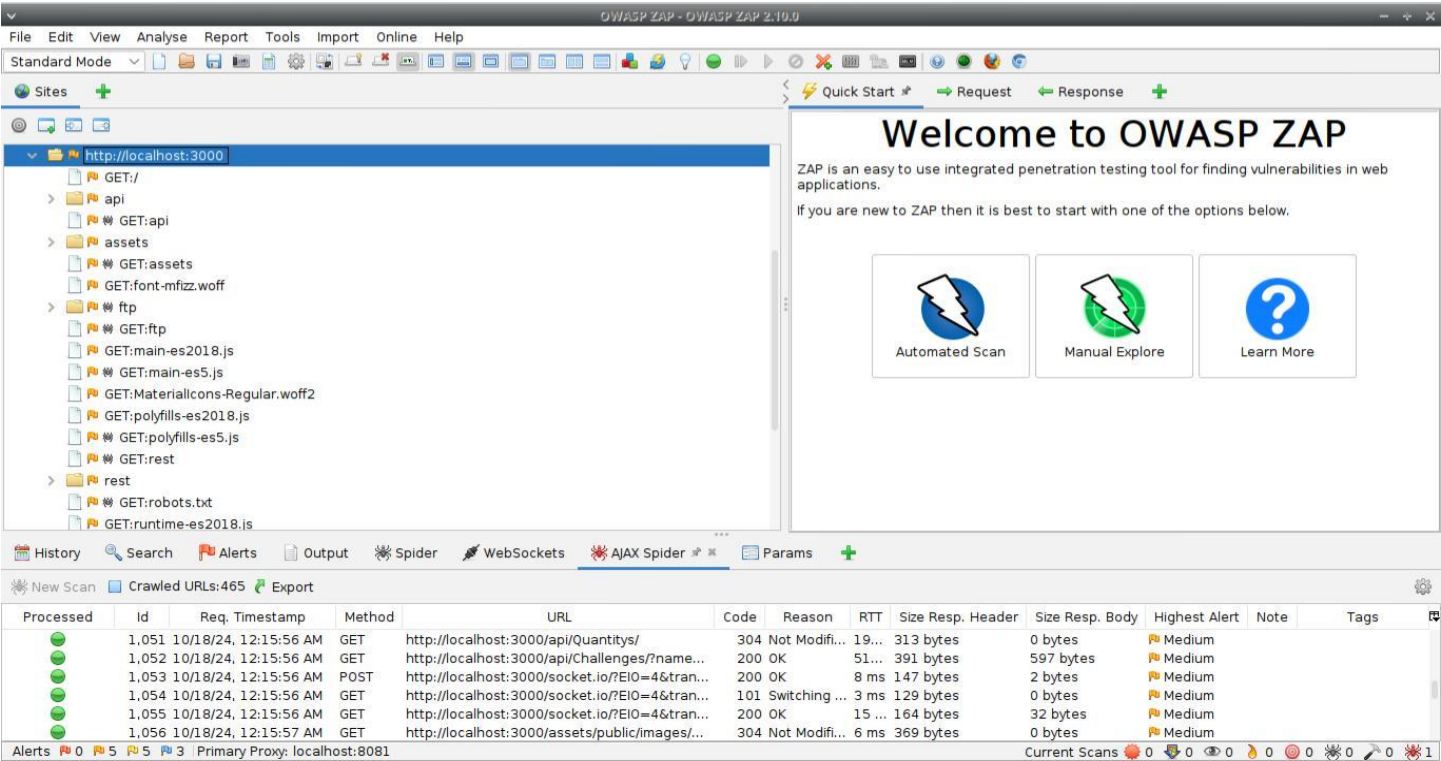 OWASP ZAP - OWASP ZAP 2.10.0
File Edit View Analyse Report Tools Import Online Help
Standard Mode
Sites
Quick Start Request Response
http://localhost:3000
GET:/
api
GET:api
assets
GET:assets
GET:font-mfizz.woff
ftp
GET:ftp
GET:main-es2018.js
GET:main-es5.js
GET:MaterialIcons-Regular.woff2
GET:polyfills-es2018.js
GET:polyfills-es5.js
GET:rest
rest
GET:robots.txt
GET:runtime-es2018.js
Welcome to OWASP ZAP
ZAP is an easy to use integrated penetration testing tool for finding vulnerabilities in web
applications.
If you are new to ZAP then it is best to start with one of the options below.
Automated Scan Manual Explore Learn More
History Search Alerts Output Spider WebSockets AJAX Spider Params
New Scan Crawled URLs:465 Export
Processed Id Req. Timestamp Method URL Code Reason RTT Size Resp. Header Size Resp. Body Highest Alert Note Tags
1,051 10/18/24, 12:15:56 AM GET http://localhost:3000/api/Quantitys/ 304 Not Modifi... 19... 313 bytes 0 bytes Medium
1,052 10/18/24, 12:15:56 AM GET http://localhost:3000/api/Challenges/?name... 200 OK 51... 391 bytes 597 bytes Medium
1,053 10/18/24, 12:15:56 AM POST http://localhost:3000/socket.io/?EIO=4&tran... 200 OK 8 ms 147 bytes 2 bytes Medium
1,054 10/18/24, 12:15:56 AM GET http://localhost:3000/socket.io/?EIO=4&tran... 101 Switching ... 3 ms 129 bytes 0 bytes Medium
1,055 10/18/24, 12:15:56 AM GET http://localhost:3000/socket.io/?EIO=4&tran... 200 OK 15 ... 164 bytes 32 bytes Medium
1,056 10/18/24, 12:15:57 AM GET http://localhost:3000/assets/public/images/... 304 Not Modifi... 6 ms 369 bytes 0 bytes Medium
Alerts 0 5 5 3 Primary Proxy: localhost:8081 Current Scans 0 0 0 0 0 0 0 1